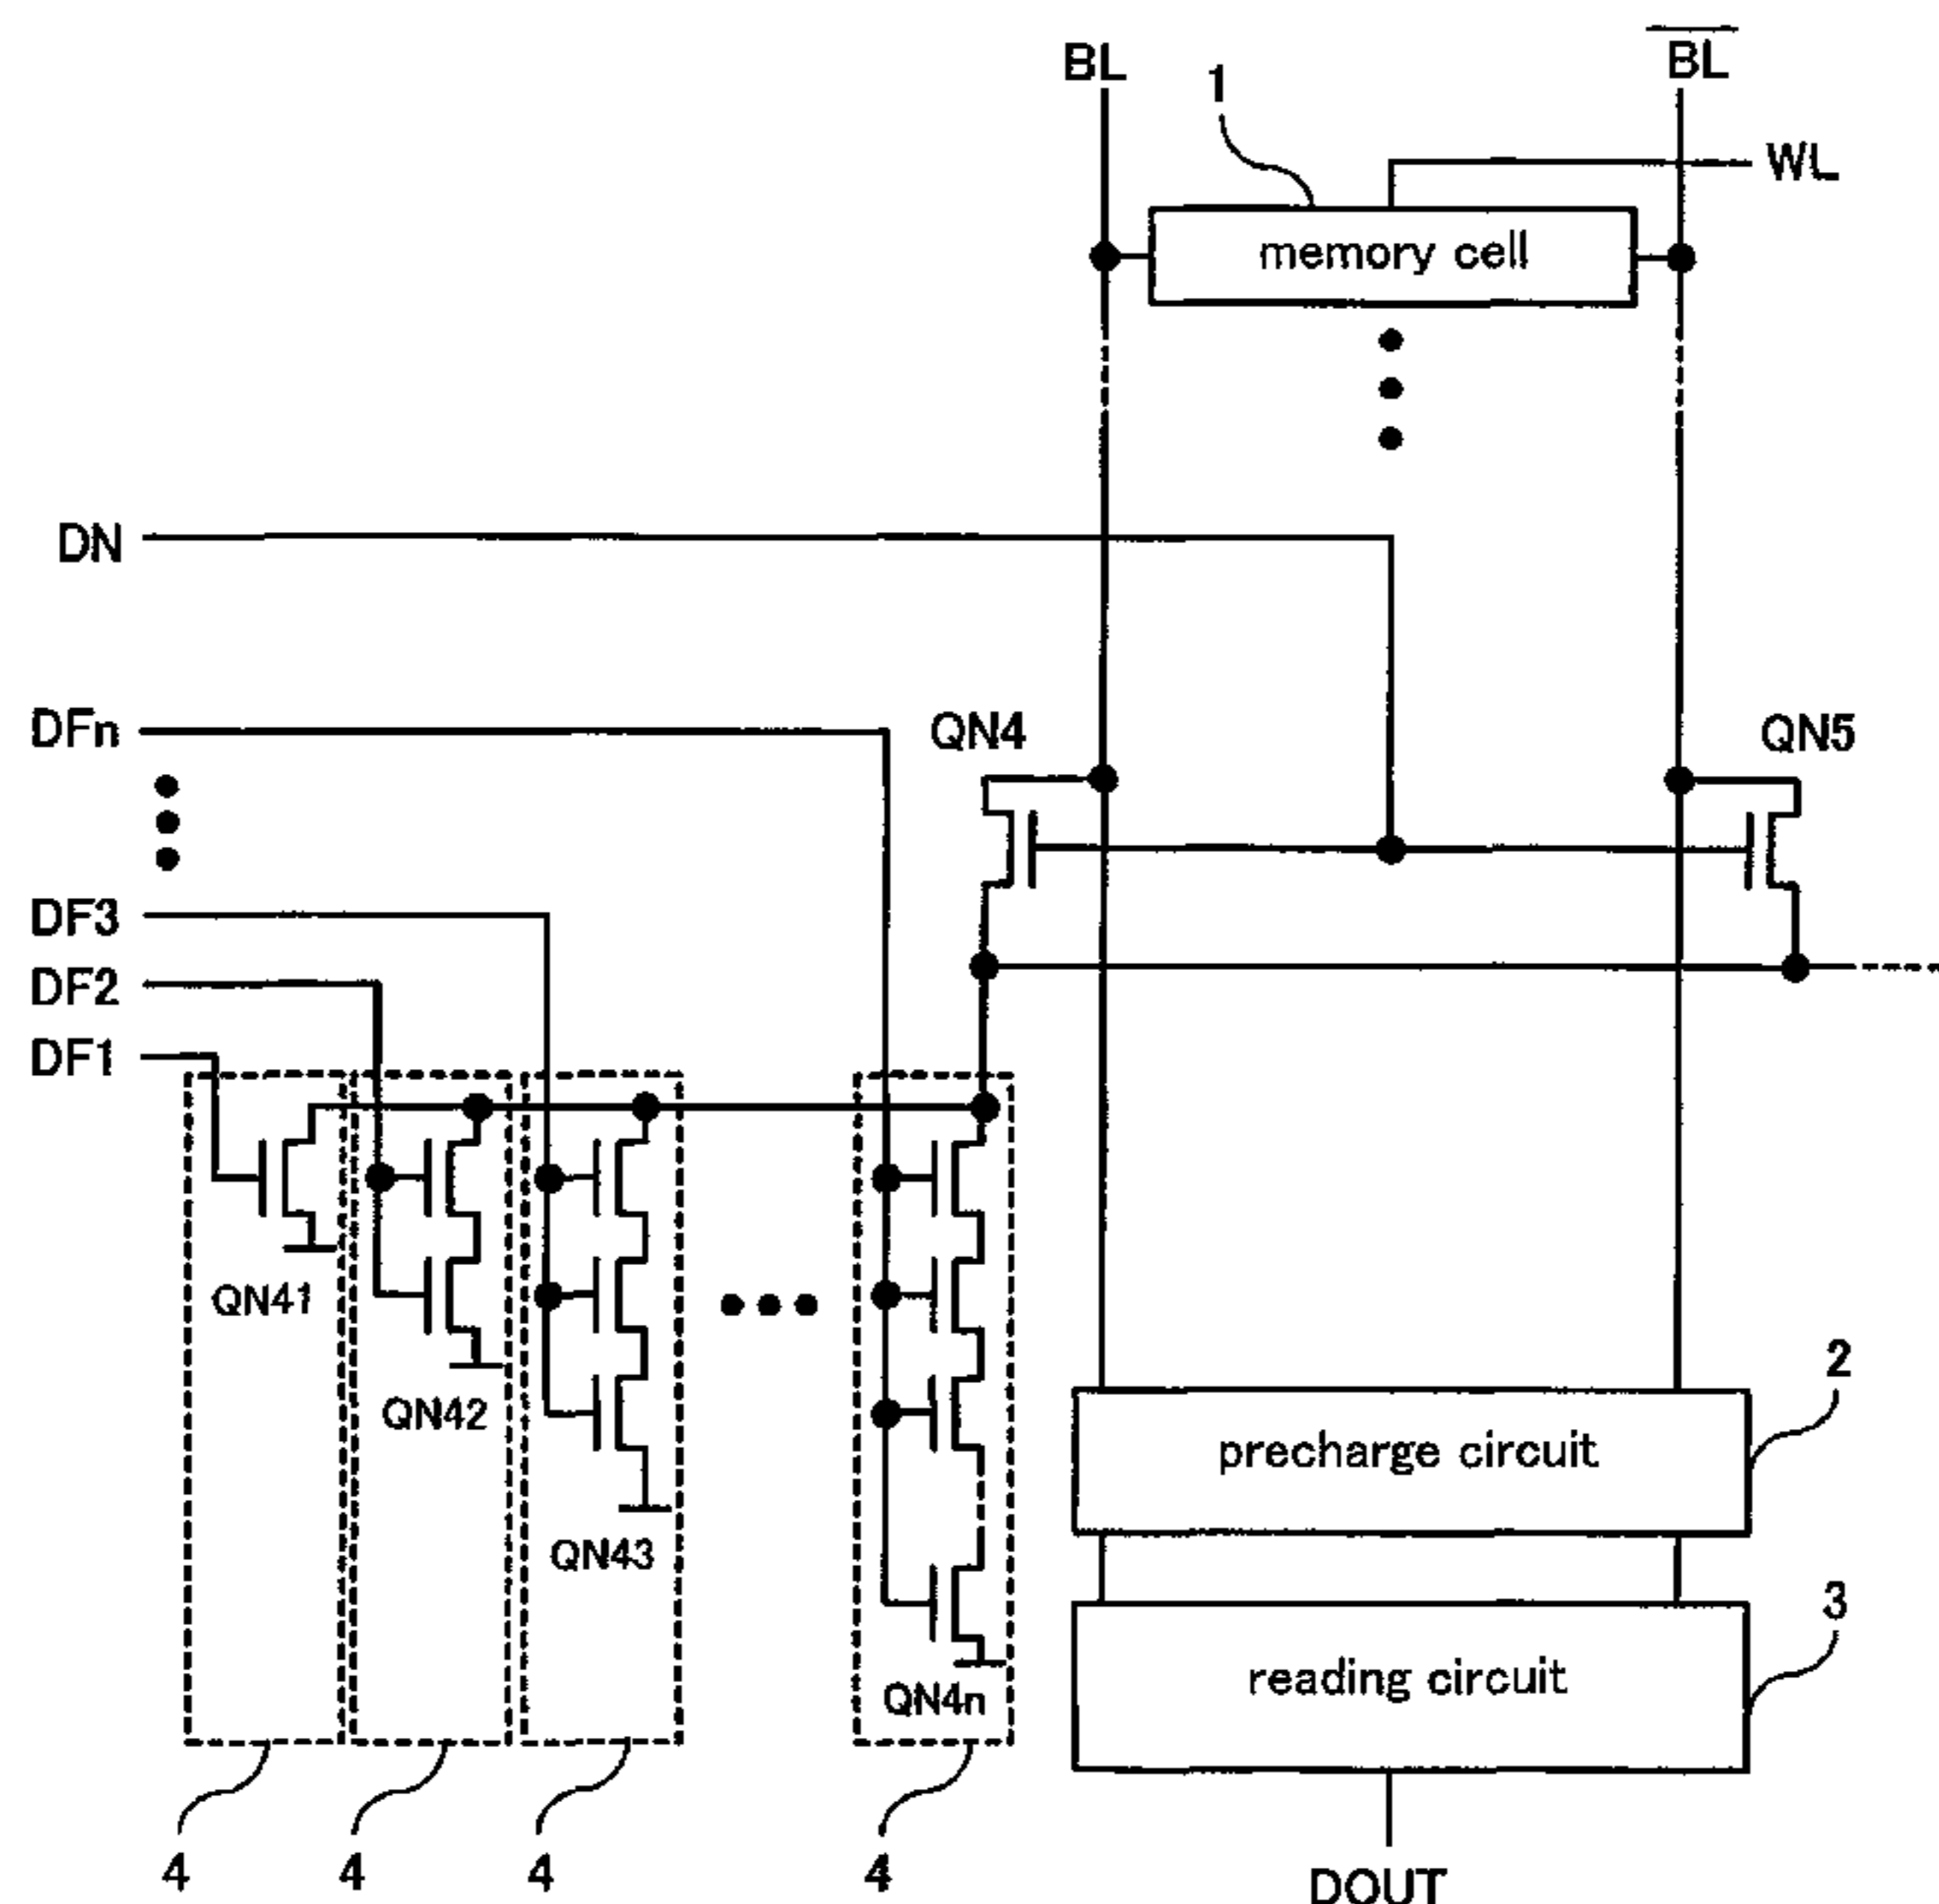 BL
BL
1
WL
memory cell
DN
DFn
QN4
QN5
DF3
DF2
DF1
QN41
QN42
2
precharge circuit
QN43
3
reading circuit
QN4n
4
4
4
4
DOUT